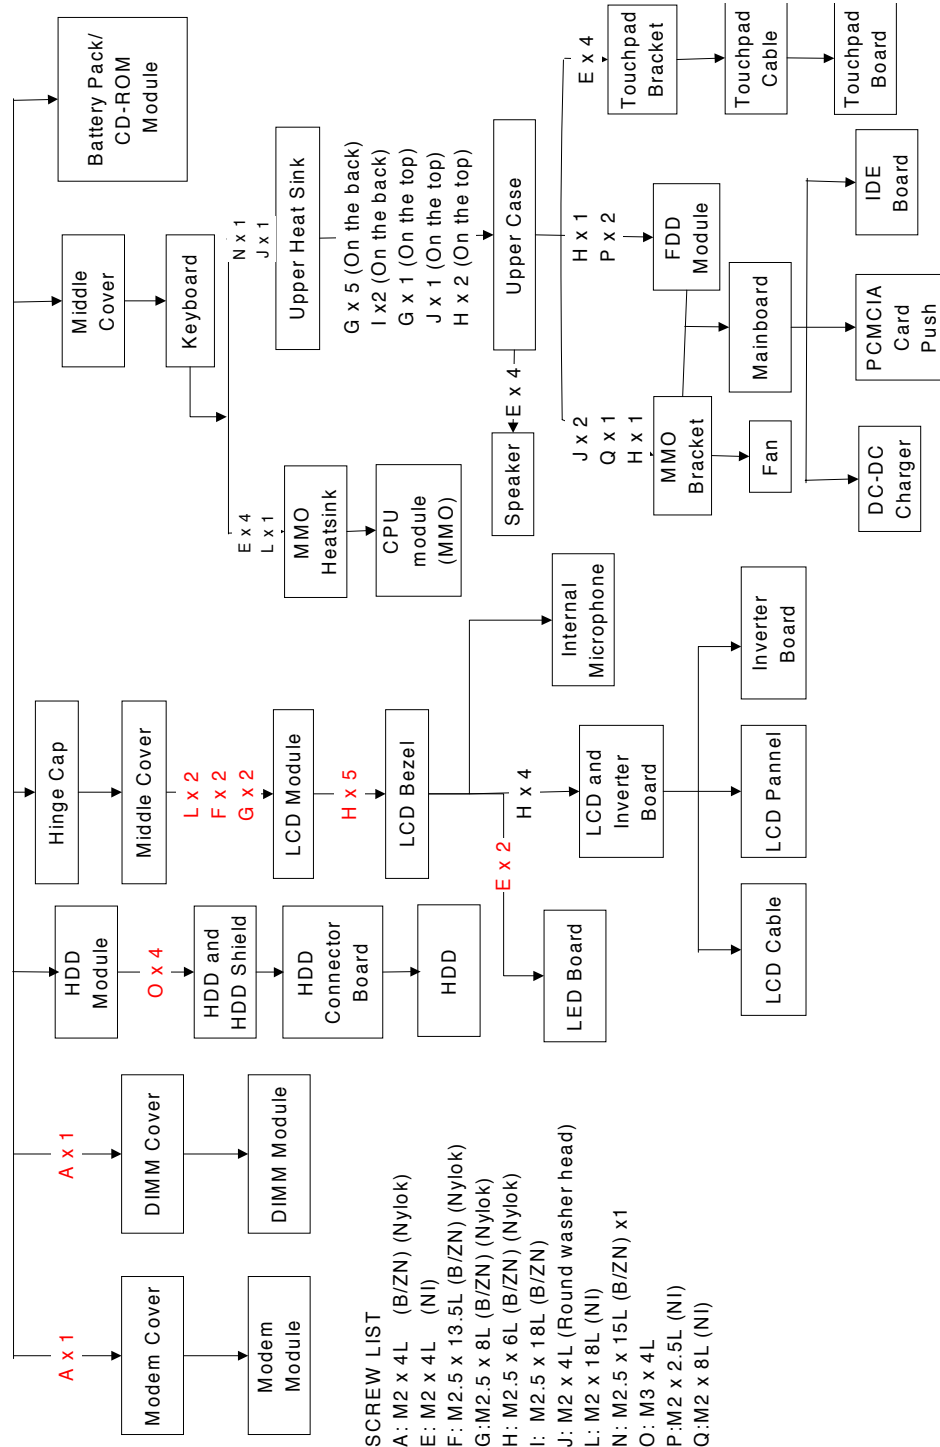 A x 1
Modem Cover
Modem
Module
A x 1
DIMM Cover
DIMM Module
HDD
Module
O x 4
HDD and
HDD Shield
HDD
Connector
Board
HDD
Hinge Cap
Middle Cover
L x 2
F x 2
G x 2
LCD Module
H x 5
LCD Bezel
E x 2
LED Board
H x 4
LCD and
Inverter
Board
Internal
Microphone
LCD Cable
LCD Pannel
Inverter
Board
Middle
Cover
Keyboard
E x 4
L x 1
MMO
Heatsink
CPU
module
(MMO)
N x 1
J x 1
Upper Heat Sink
G x 5 (On the back)
I x2 (On the back)
G x 1 (On the top)
J x 1 (On the top)
H x 2 (On the top)
Upper Case
E x 4
Speaker
J x 2
Q x 1
H x 1
MMO
Bracket
Fan
H x 1
P x 2
FDD
Module
Mainboard
DC-DC
Charger
PCMCIA
Card
Push
IDE
Board
E x 4
Touchpad
Bracket
Touchpad
Cable
Touchpad
Board
Battery Pack/
CD-ROM
Module
SCREW LIST
A: M2 x 4L (B/ZN) (Nylok)
E: M2 x 4L (NI)
F: M2.5 x 13.5L (B/ZN) (Nylok)
G:M2.5 x 8L (B/ZN) (Nylok)
H: M2.5 x 6L (B/ZN) (Nylok)
I: M2.5 x 18L (B/ZN)
J: M2 x 4L (Round washer head)
L: M2 x 18L (NI)
N: M2.5 x 15L (B/ZN) x1
O: M3 x 4L
P:M2 x 2.5L (NI)
Q:M2 x 8L (NI)